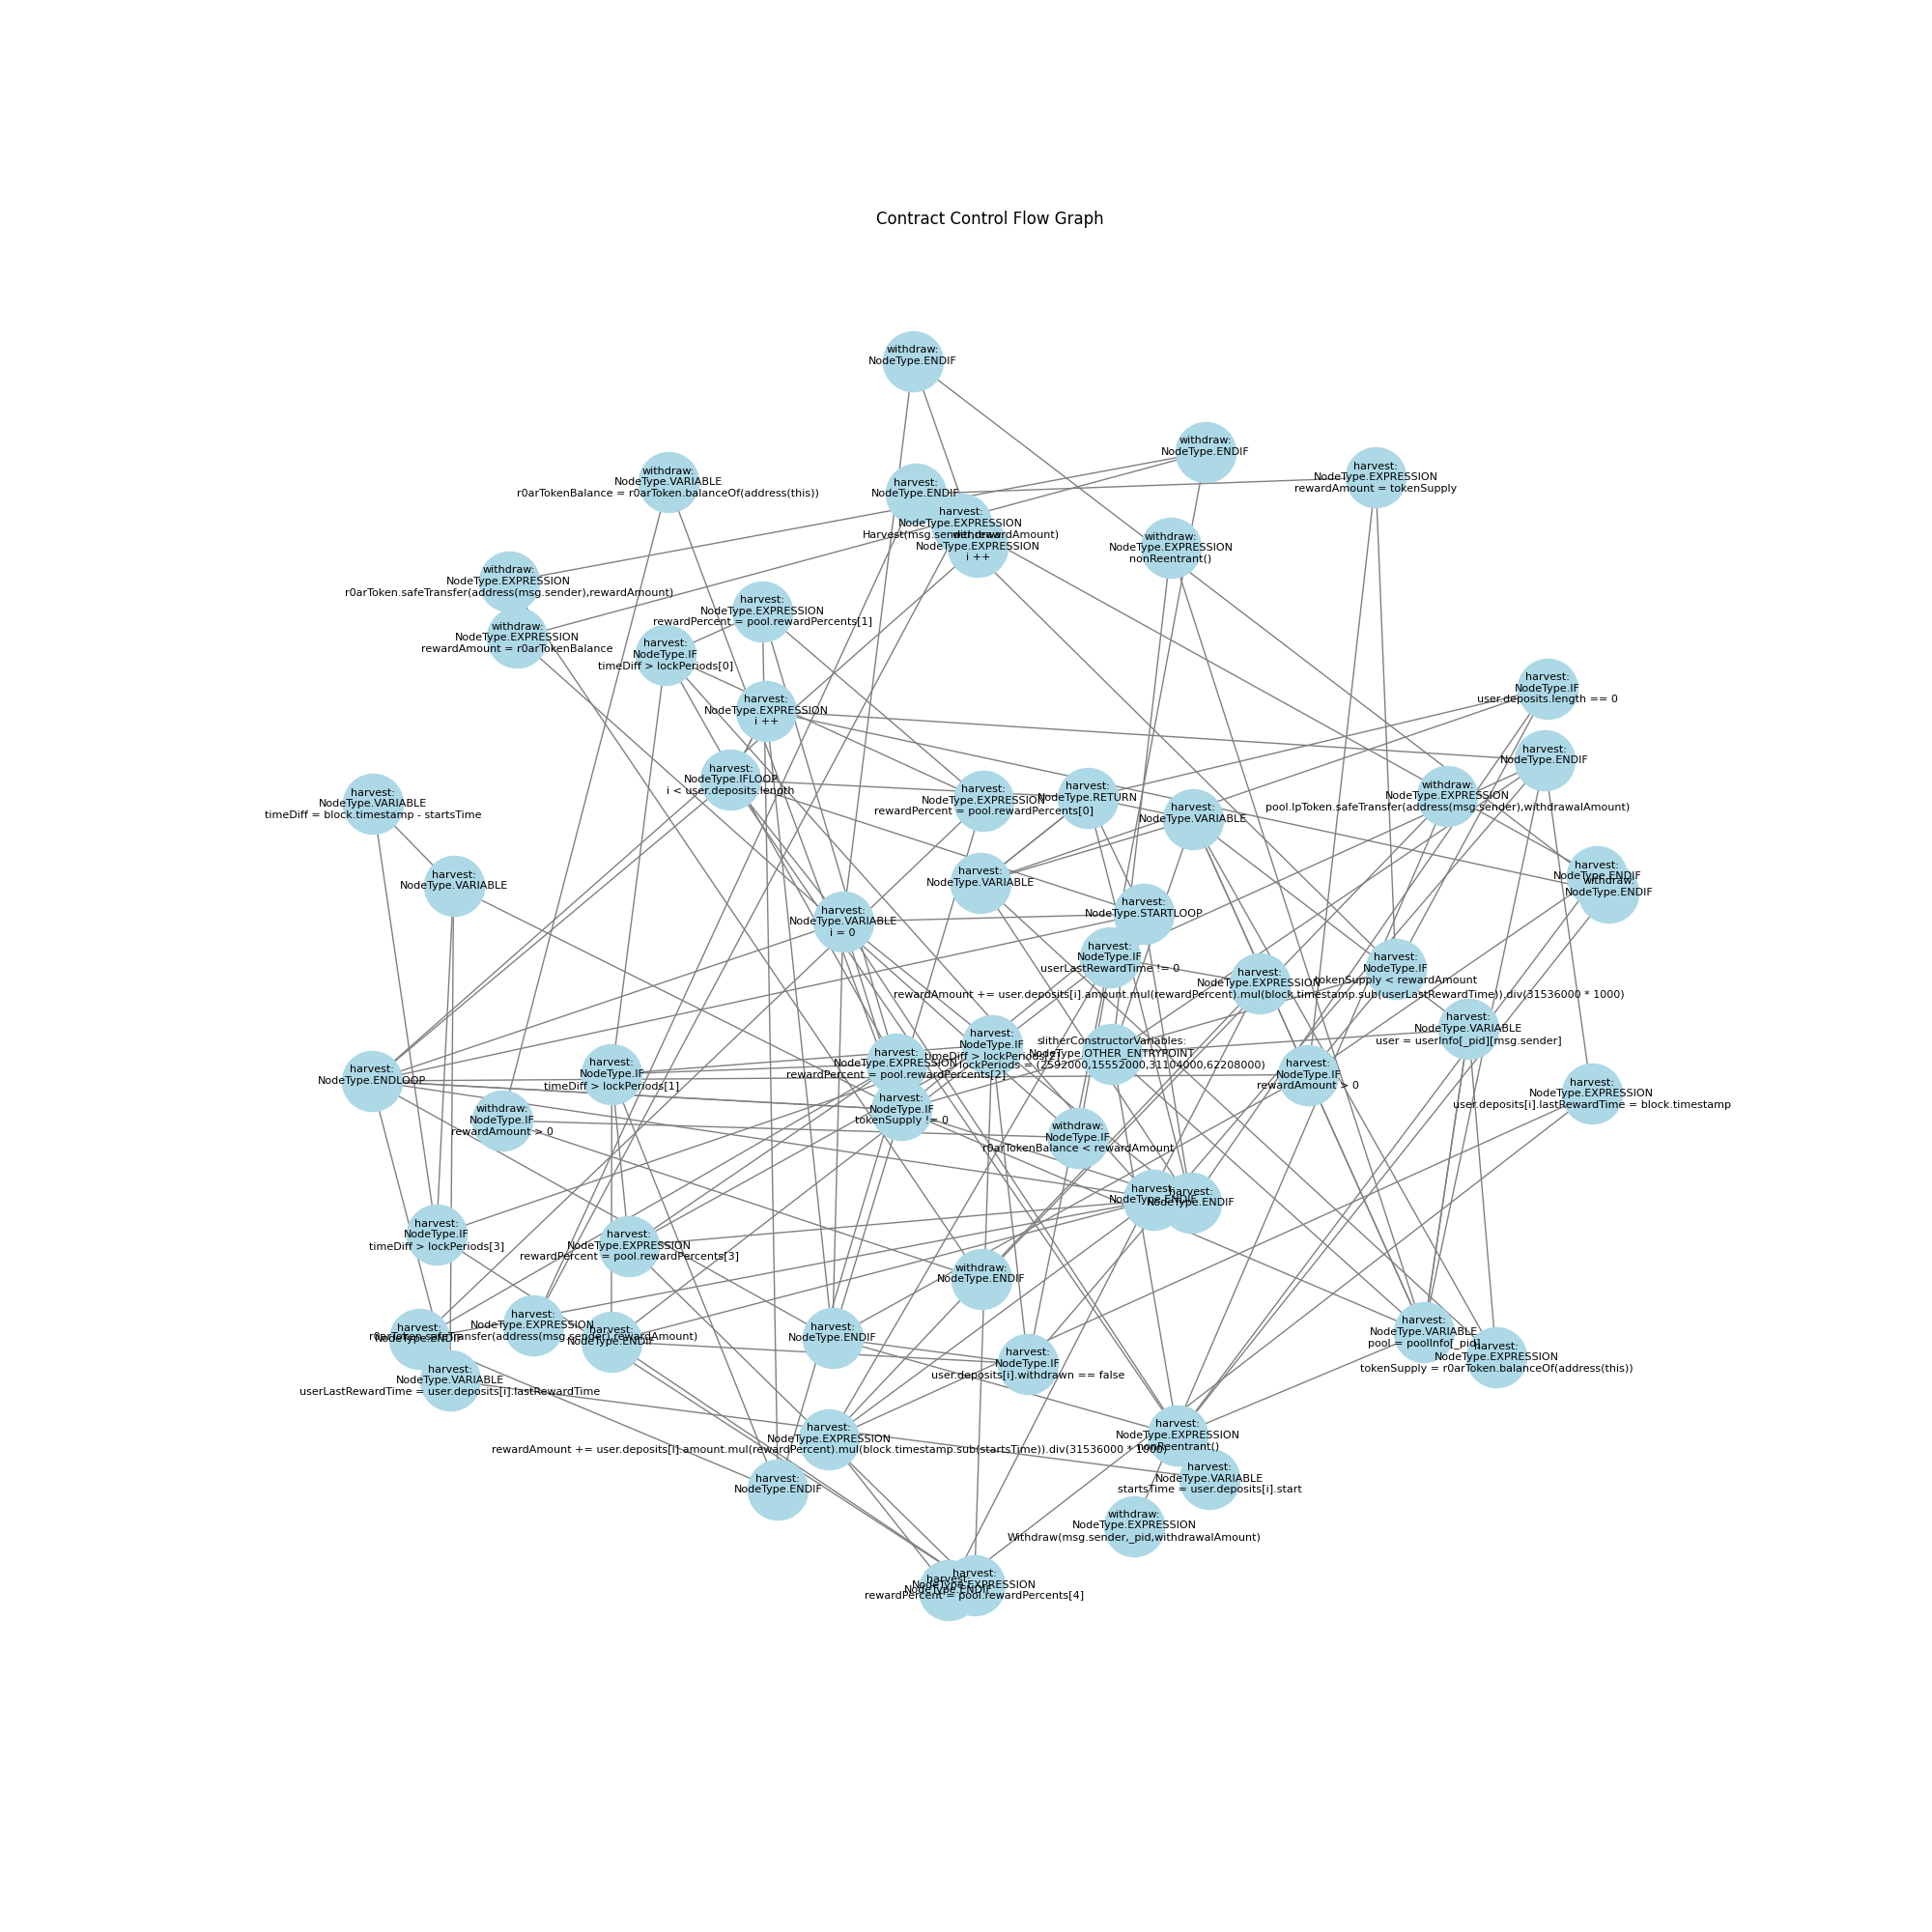 Contract Control Flow Graph
withdraw:
NodeType.ENDIF
withdraw:
NodeType.ENDIF
withdraw:
NodeType.VARIABLE
r0arTokenBalance = r0arToken.balanceOf(address(this))
harvest:
NodeType.ENDIF
harvest:
NodeType.EXPRESSION
rewardAmount = tokenSupply
harvest:
NodeType.EXPRESSION
Harvest(msg.sender,rewardAmount)
withdraw:
NodeType.EXPRESSION
i ++
withdraw:
NodeType.EXPRESSION
nonReentrant()
withdraw:
NodeType.EXPRESSION
r0arToken.safeTransfer(address(msg.sender),rewardAmount)
withdraw:
NodeType.EXPRESSION
rewardAmount = r0arTokenBalance
harvest:
NodeType.EXPRESSION
rewardPercent = pool.rewardPercents[1]
harvest:
NodeType.IF
timeDiff > lockPeriods[0]
harvest:
NodeType.EXPRESSION
i ++
harvest:
NodeType.IF
user.deposits.length == 0
harvest:
NodeType.ENDIF
harvest:
NodeType.IFLOOP
i < user.deposits.length
harvest:
NodeType.VARIABLE
timeDiff = block.timestamp - startsTime
harvest:
NodeType.EXPRESSION
rewardPercent = pool.rewardPercents[0]
harvest:
NodeType.RETURN
harvest:
NodeType.VARIABLE
withdraw:
NodeType.EXPRESSION
pool.lpToken.safeTransfer(address(msg.sender),withdrawalAmount)
harvest:
NodeType.VARIABLE
harvest:
NodeType.VARIABLE
harvest:
NodeType.ENDIF
withdraw:
NodeType.ENDIF
harvest:
NodeType.VARIABLE
i = 0
harvest:
NodeType.STARTLOOP
harvest:
NodeType.IF
userLastRewardTime != 0
harvest:
NodeType.EXPRESSION
rewardAmount += user.deposits[i].amount.mul(rewardPercent).mul(block.timestamp.sub(userLastRewardTime)).div(31536000 * 1000)
harvest:
NodeType.IF
tokenSupply < rewardAmount
harvest:
NodeType.VARIABLE
user = userInfo[_pid][msg.sender]
harvest:
NodeType.ENDLOOP
harvest:
NodeType.IF
timeDiff > lockPeriods[1]
harvest:
NodeType.EXPRESSION
rewardPercent = pool.rewardPercents[2]
harvest:
NodeType.IF
timeDiff > lockPeriods[2]
slitherConstructorVariables:
NodeType.OTHER_ENTRYPOINT
lockPeriods = (2592000,15552000,31104000,62208000)
harvest:
NodeType.IF
rewardAmount > 0
harvest:
NodeType.EXPRESSION
user.deposits[i].lastRewardTime = block.timestamp
withdraw:
NodeType.IF
rewardAmount > 0
harvest:
NodeType.IF
tokenSupply != 0
withdraw:
NodeType.IF
r0arTokenBalance < rewardAmount
harvest:
NodeType.ENDIF
harvest:
NodeType.ENDIF
harvest:
NodeType.IF
timeDiff > lockPeriods[3]
harvest:
NodeType.EXPRESSION
rewardPercent = pool.rewardPercents[3]
withdraw:
NodeType.ENDIF
harvest:
NodeType.ENDIF
harvest:
NodeType.EXPRESSION
r0arToken.safeTransfer(address(msg.sender),rewardAmount)
harvest:
NodeType.ENDIF
harvest:
NodeType.ENDIF
harvest:
NodeType.IF
user.deposits[i].withdrawn == false
harvest:
NodeType.VARIABLE
pool = poolInfo[_pid]
harvest:
NodeType.EXPRESSION
tokenSupply = r0arToken.balanceOf(address(this))
harvest:
NodeType.VARIABLE
userLastRewardTime = user.deposits[i].lastRewardTime
harvest:
NodeType.EXPRESSION
rewardAmount += user.deposits[i].amount.mul(rewardPercent).mul(block.timestamp.sub(startsTime)).div(31536000 * 1000)
harvest:
NodeType.EXPRESSION
nonReentrant()
harvest:
NodeType.VARIABLE
startsTime = user.deposits[i].start
harvest:
NodeType.ENDIF
withdraw:
NodeType.EXPRESSION
Withdraw(msg.sender,_pid,withdrawalAmount)
harvest:
NodeType.ENDIF
harvest:
NodeType.EXPRESSION
rewardPercent = pool.rewardPercents[4]